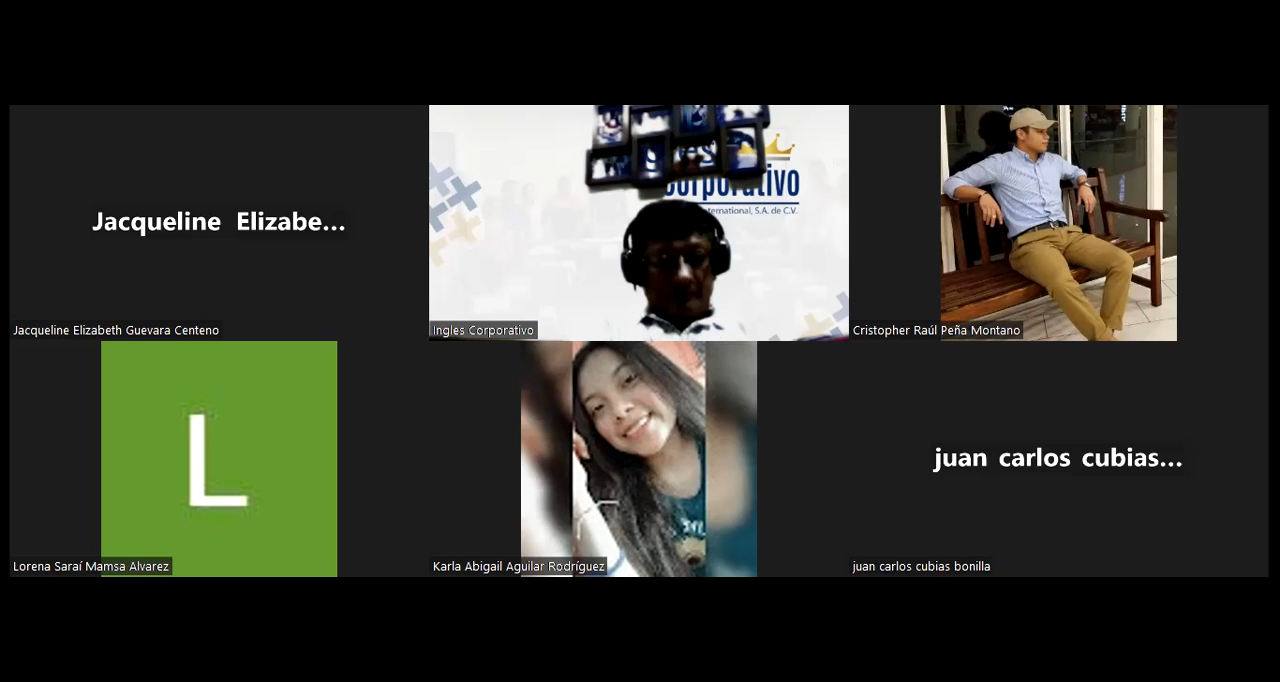 Jacqueline Elizabe...
Jacqueline Elizabeth Guevara Centeno
Corporativo
International, S.A. de C.V.
Ingles Corporativo
Cristopher Raúl Peña Montano
L
Lorena Saraí Mamsa Alvarez
Karla Abigail Aguilar Rodríguez
juan carlos cubias...
juan carlos cubias bonilla